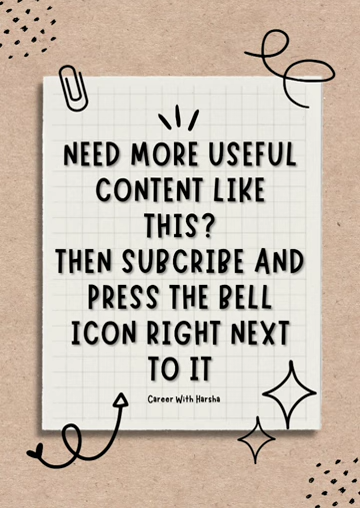 NEED MORE USEFUL
CONTENT LIKE
THIS?
THEN SUBCRIBE AND
PRESS THE BELL
ICON RIGHT NEXT
TO IT
Career With Harsha